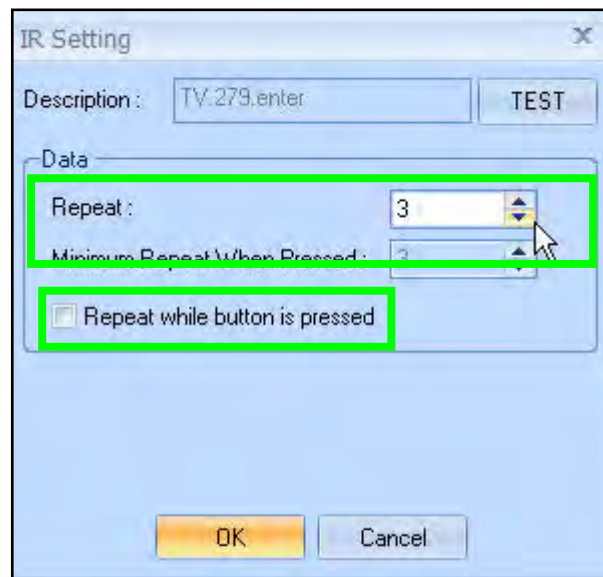 IR Setting
Description : TV.279.enter TEST
Data
Repeat : 3
Minimum Repeat When Pressed : 3
Repeat while button is pressed
OK Cancel